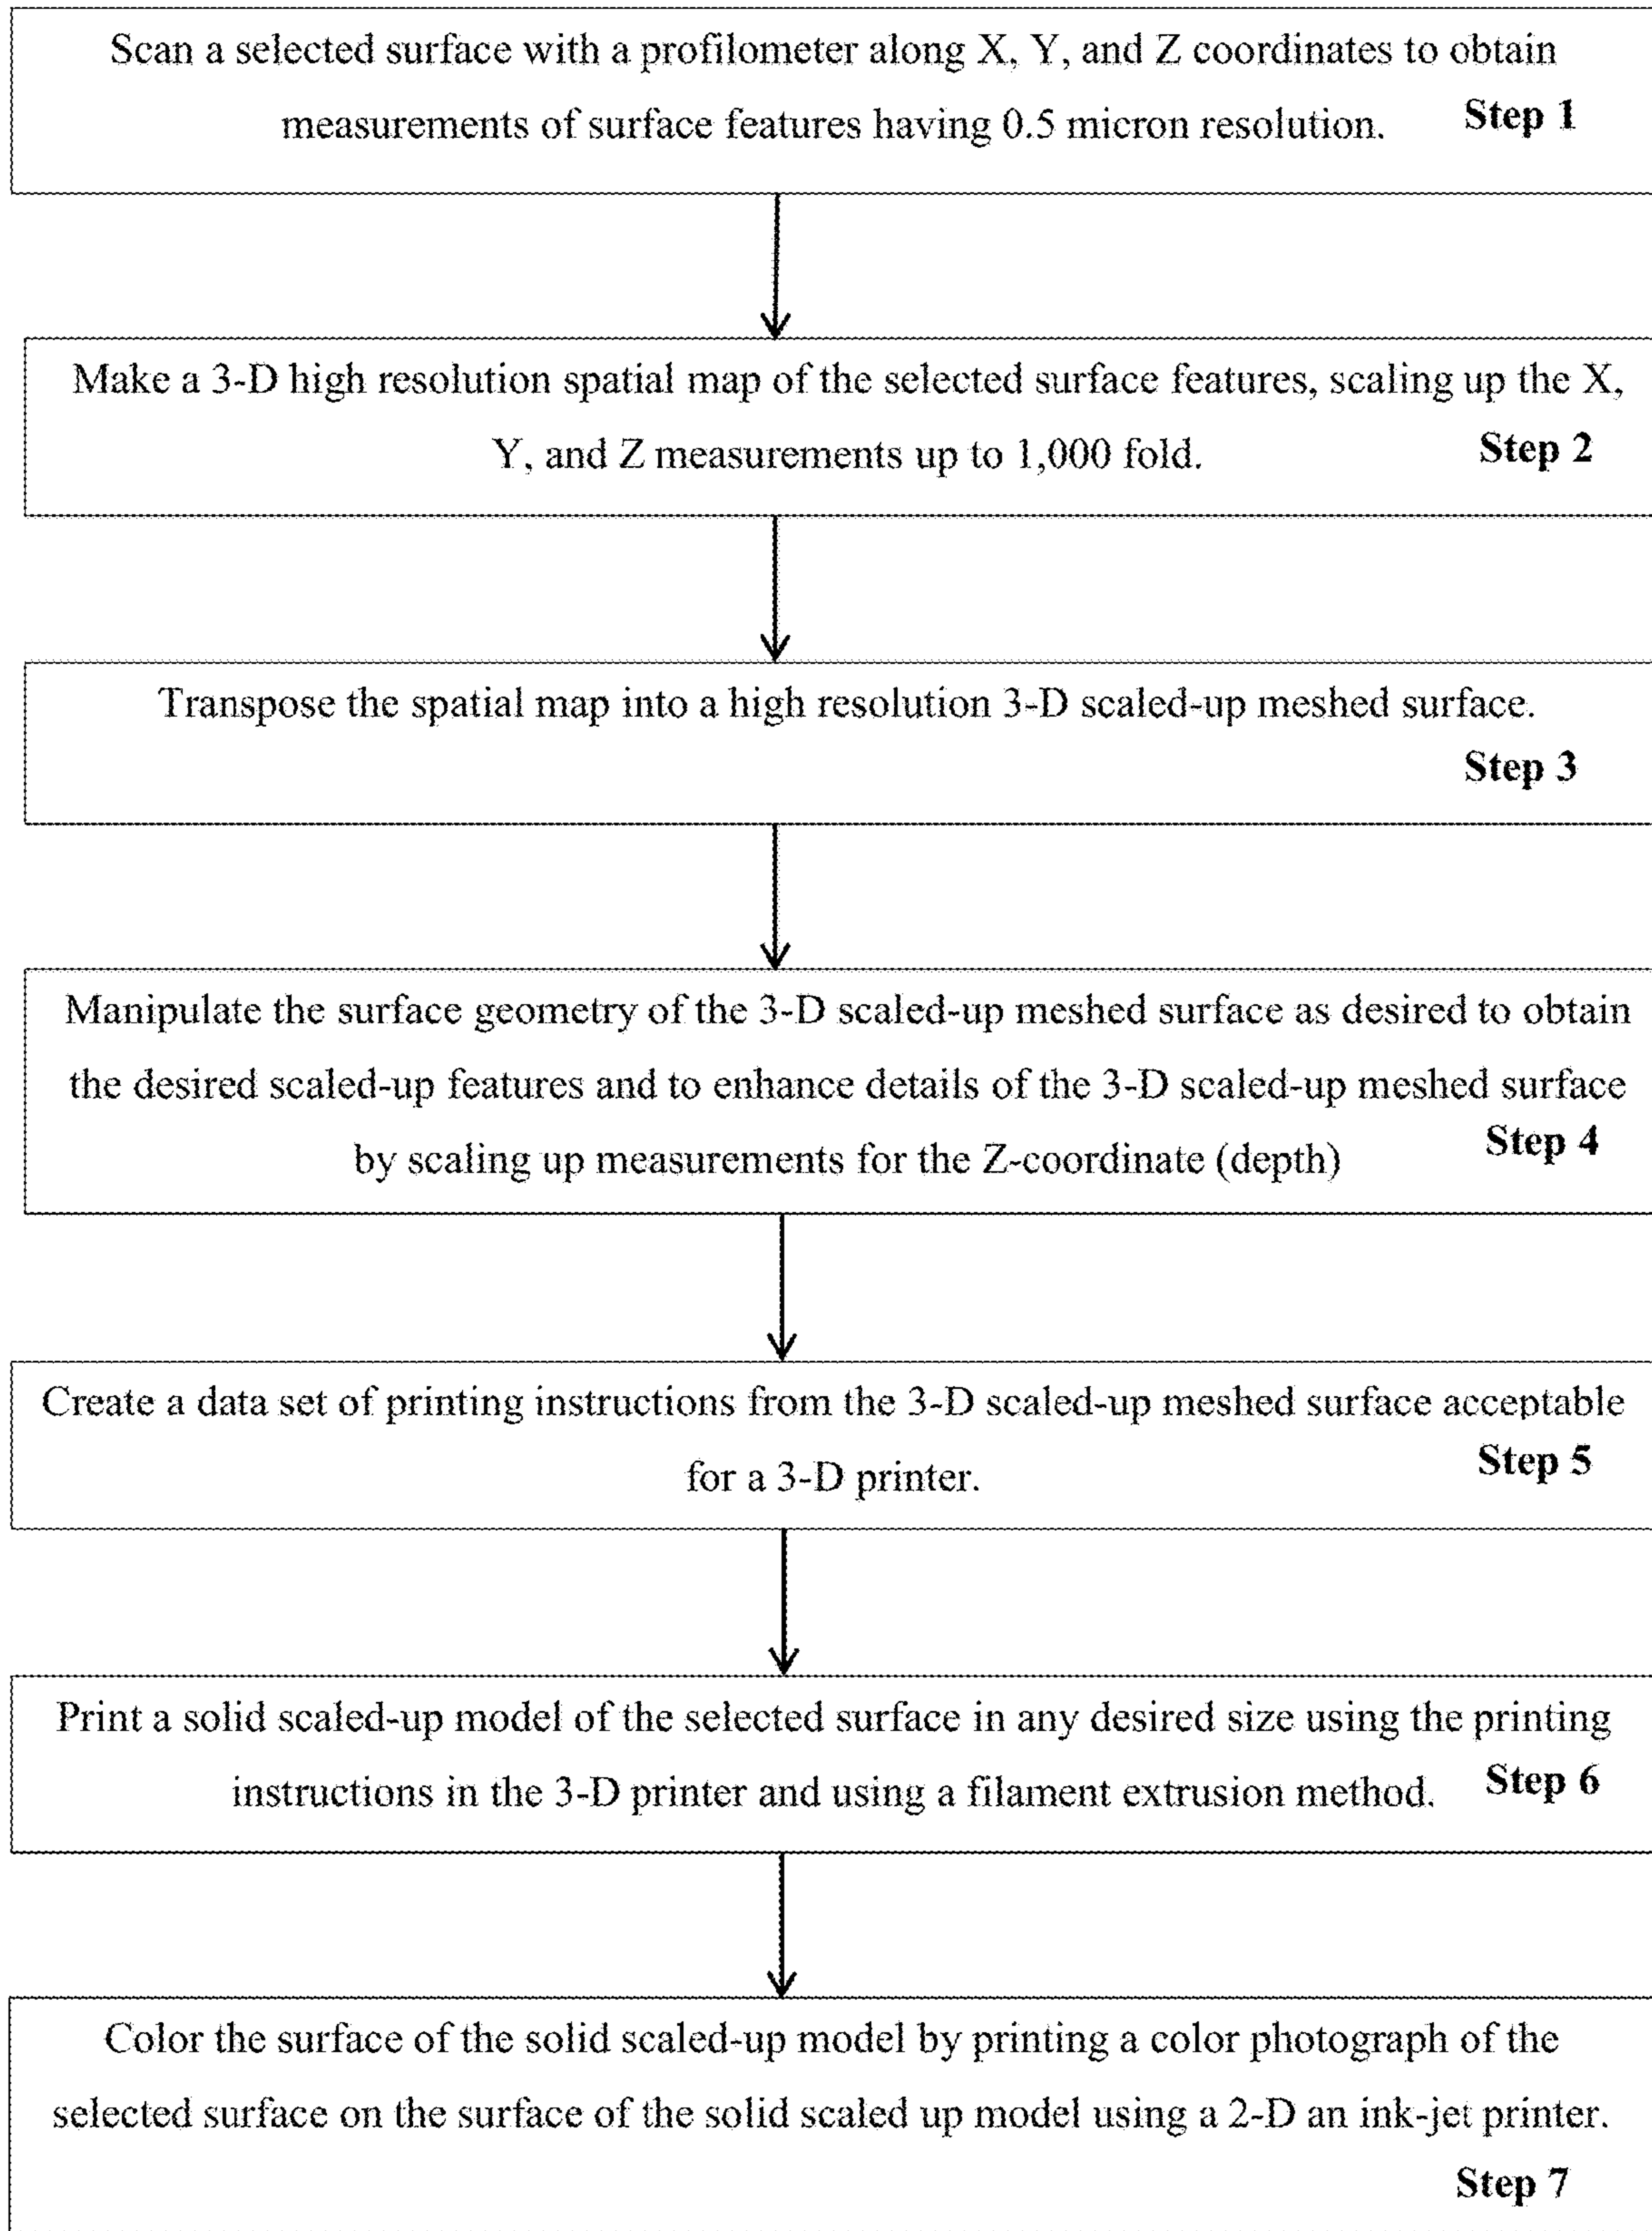 Scan a selected surface with a profilometer along X, Y, and Z coordinates to obtain
measurements of surface features having 0.5 micron resolution. Step 1
Make a 3-D high resolution spatial map of the selected surface features, scaling up the X,
Y, and Z measurements up to 1,000 fold. Step 2
Transpose the spatial map into a high resolution 3-D scaled-up meshed surface.
Step 3
Manipulate the surface geometry of the 3-D scaled-up meshed surface as desired to obtain
the desired scaled-up features and to enhance details of the 3-D scaled-up meshed surface
by scaling up measurements for the Z-coordinate (depth) Step 4
Create a data set of printing instructions from the 3-D scaled-up meshed surface acceptable
for a 3-D printer. Step 5
Print a solid scaled-up model of the selected surface in any desired size using the printing
instructions in the 3-D printer and using a filament extrusion method. Step 6
Color the surface of the solid scaled-up model by printing a color photograph of the
selected surface on the surface of the solid scaled up model using a 2-D an ink-jet printer.
Step 7